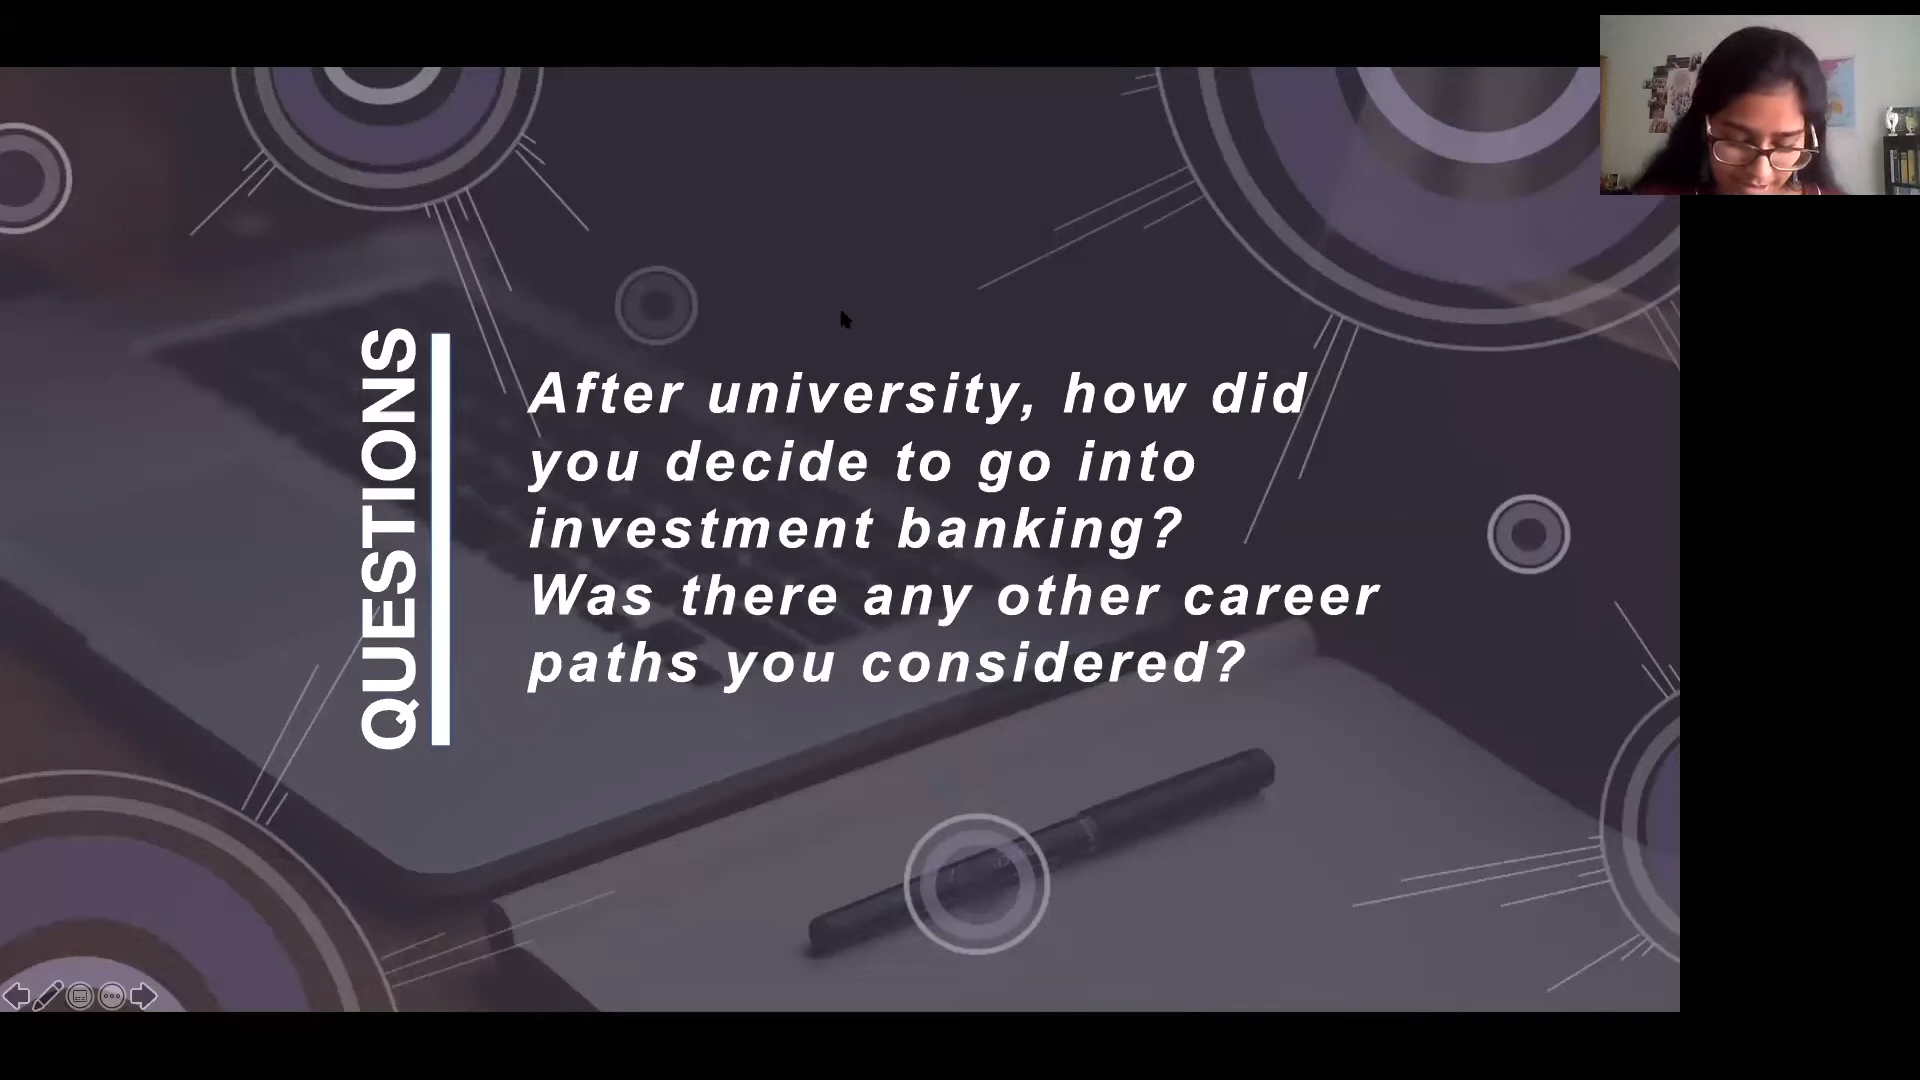 QUESTIONS
After university, how did
you decide to go into
investment banking?
Was there any other career
paths you considered?